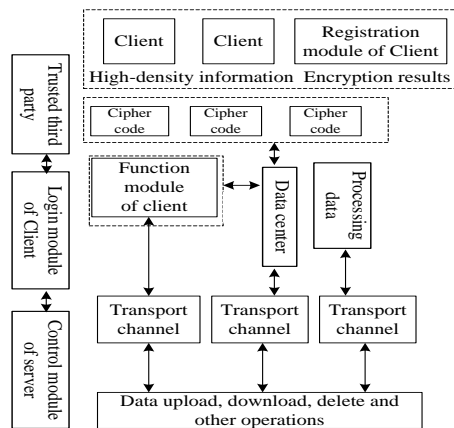 Client
Client
Registration
module of Client
High-density information
Encryption results
Cipher
code
Cipher
code
Cipher
code
Trusted third
party
Function
module
of client
Data center
Processing
data
Login module
of Client
Transport
channel
Transport
channel
Transport
channel
Control module
of server
Data upload, download, delete and
other operations